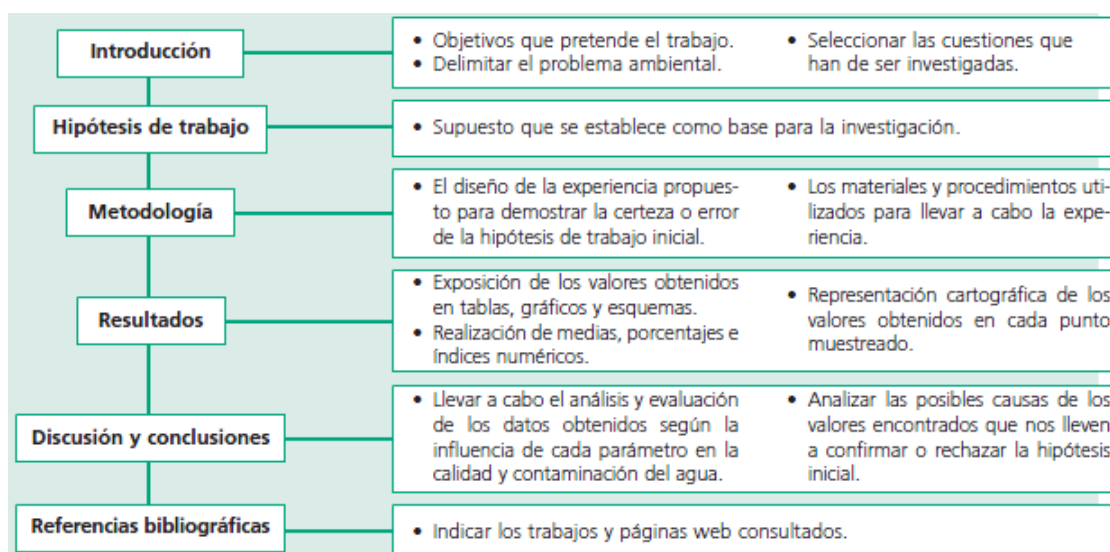 Introducción
• Objetivos que pretende el trabajo.
• Delimitar el problema ambiental.
• Seleccionar las cuestiones que
han de ser investigadas.
Hipótesis de trabajo
• Supuesto que se establece como base para la investigación.
Metodología
• El diseño de la experiencia propues-
to para demostrar la certeza o error
de la hipótesis de trabajo inicial.
• Los materiales y procedimientos uti-
lizados para llevar a cabo la expe-
riencia.
Resultados
• Exposición de los valores obtenidos
en tablas, gráficos y esquemas.
• Realización de medias, porcentajes e
índices numéricos.
• Representación cartográfica de los
valores obtenidos en cada punto
muestreado.
Discusión y conclusiones
• Llevar a cabo el análisis y evaluación
de los datos obtenidos según la
influencia de cada parámetro en la
calidad y contaminación del agua.
• Analizar las posibles causas de los
valores encontrados que nos lleven
a confirmar o rechazar la hipótesis
inicial.
Referencias bibliográficas
• Indicar los trabajos y páginas web consultados.